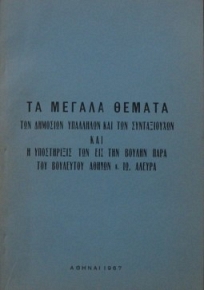 ΤΑ ΜΕΓΑΛΑ ΘΕΜΑΤΑ
ΤΩΝ ΔΗΜΟΣΙΩΝ ΥΠΑΛΛΗΛΩΝ ΚΑΙ ΤΩΝ ΣΥΝΤΑΞΙΟΥΧΩΝ
ΚΑΙ
Η ΥΠΟΣΤΗΡΙΞΙΣ ΤΩΝ ΕΙΣ ΤΗΝ ΒΟΥΛΗΝ ΠΑΡΑ
ΤΟΥ ΒΟΥΛΕΥΤΟΥ ΑΘΗΝΩΝ κ. ΙΩ. ΑΛΕΥΡΑ
ΑΘΗΝΑΙ 1967